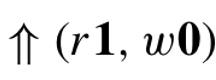 ⇑ (r1, w0)